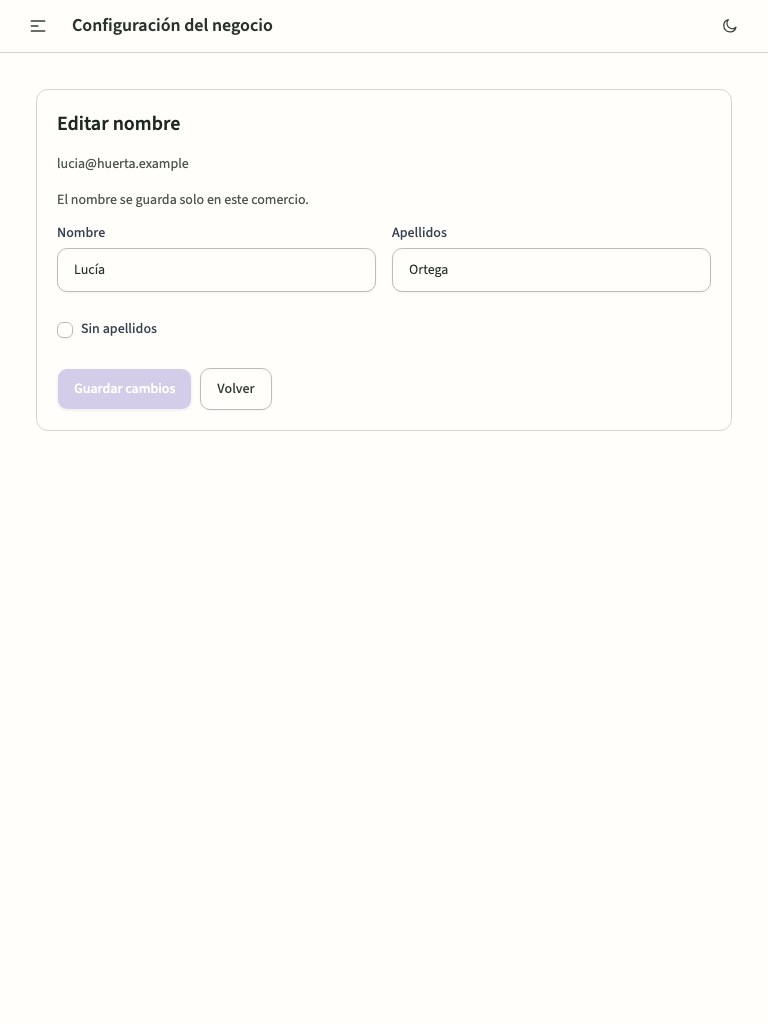 Configuración del negocio
Editar nombre
lucia@huerta.example
El nombre se guarda solo en este comercio.
Nombre
Apellidos
Lucía
Ortega
Sin apellidos
Guardar cambios
Volver